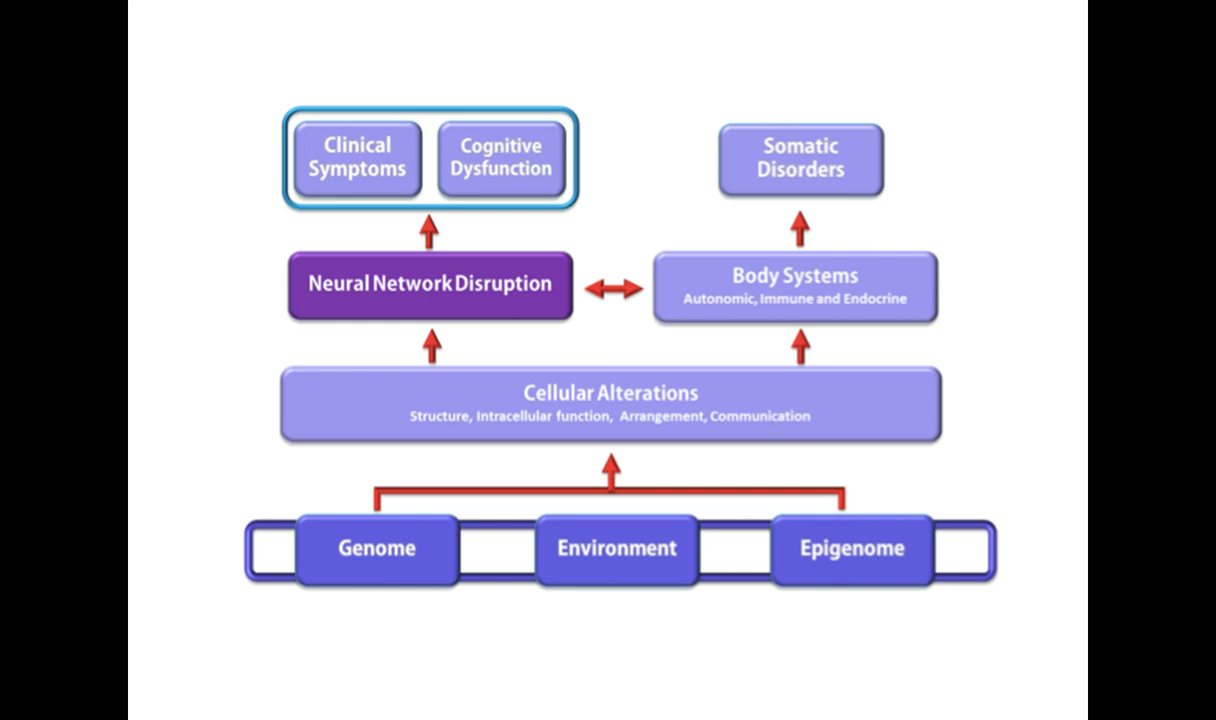 Clinical
Symptoms
Cognitive
Dysfunction
Somatic
Disorders
Neural Network Disruption
Body Systems
Autonomic, Immune and Endocrine
Cellular Alterations
Structure, Intracellular function, Arrangement, Communication
Genome
Environment
Epigenome